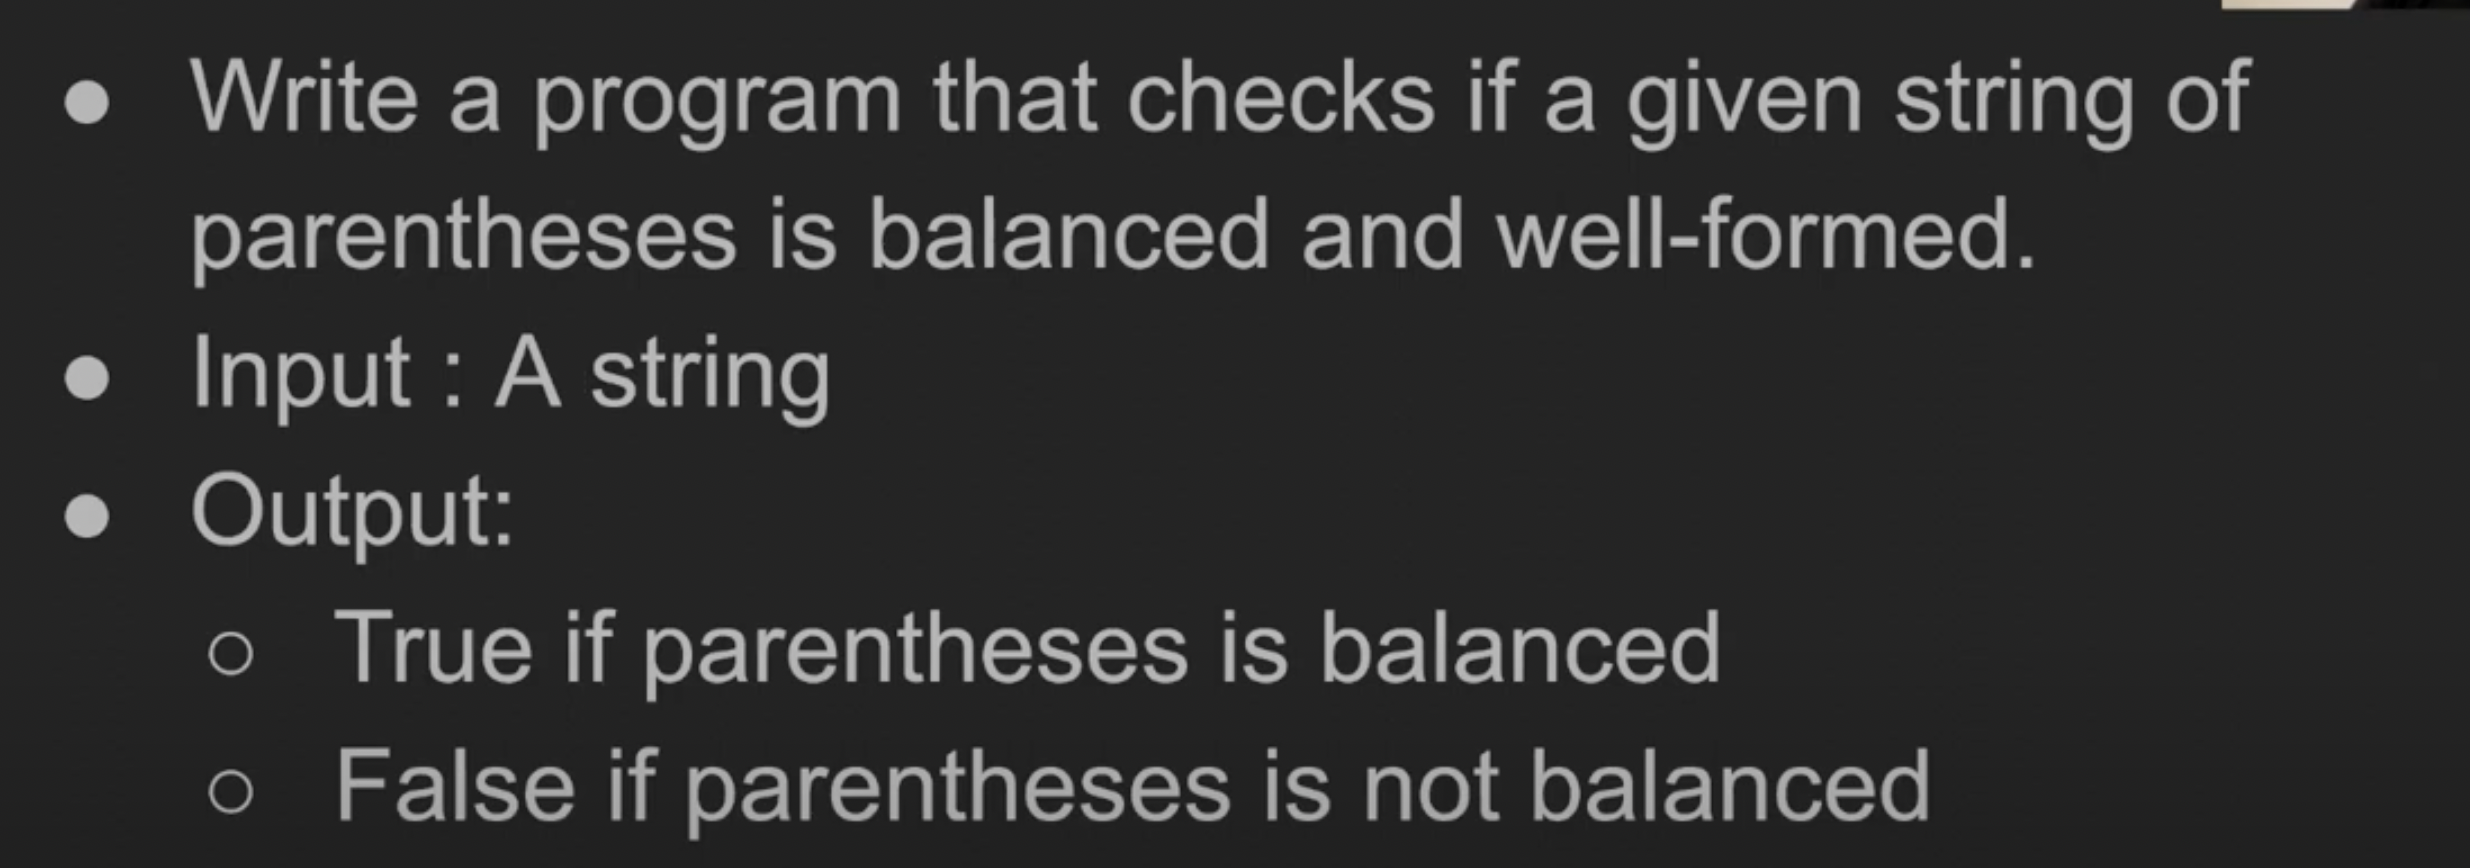 ● Write a program that checks if a given string of
parentheses is balanced and well-formed.
● Input : A string
● Output:
○ True if parentheses is balanced
○ False if parentheses is not balanced